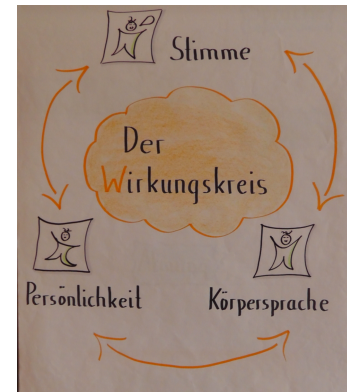 Stimme
Der
Wirkungskreis
Persönlichkeit
Körpersprache